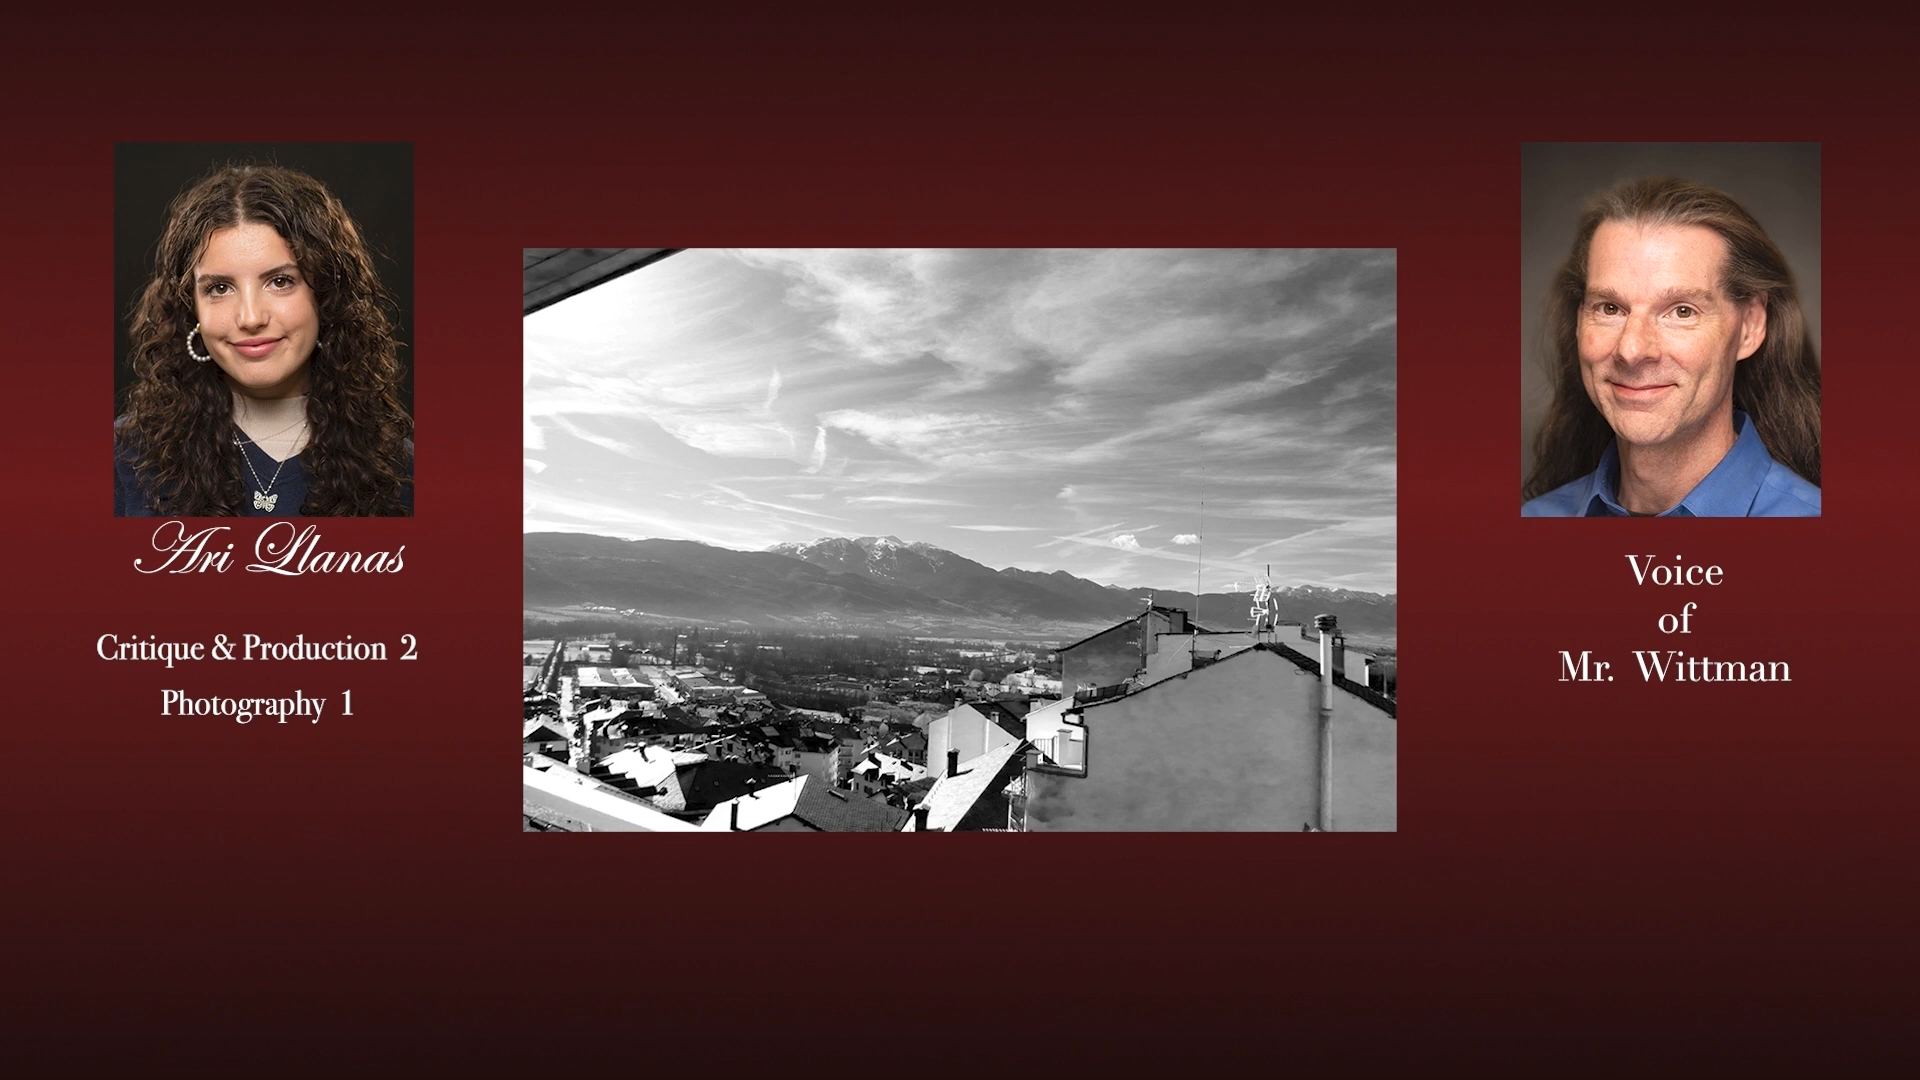 Ari Llanas
Critique & Production 2
Photography 1
Voice
of
Mr. Wittman